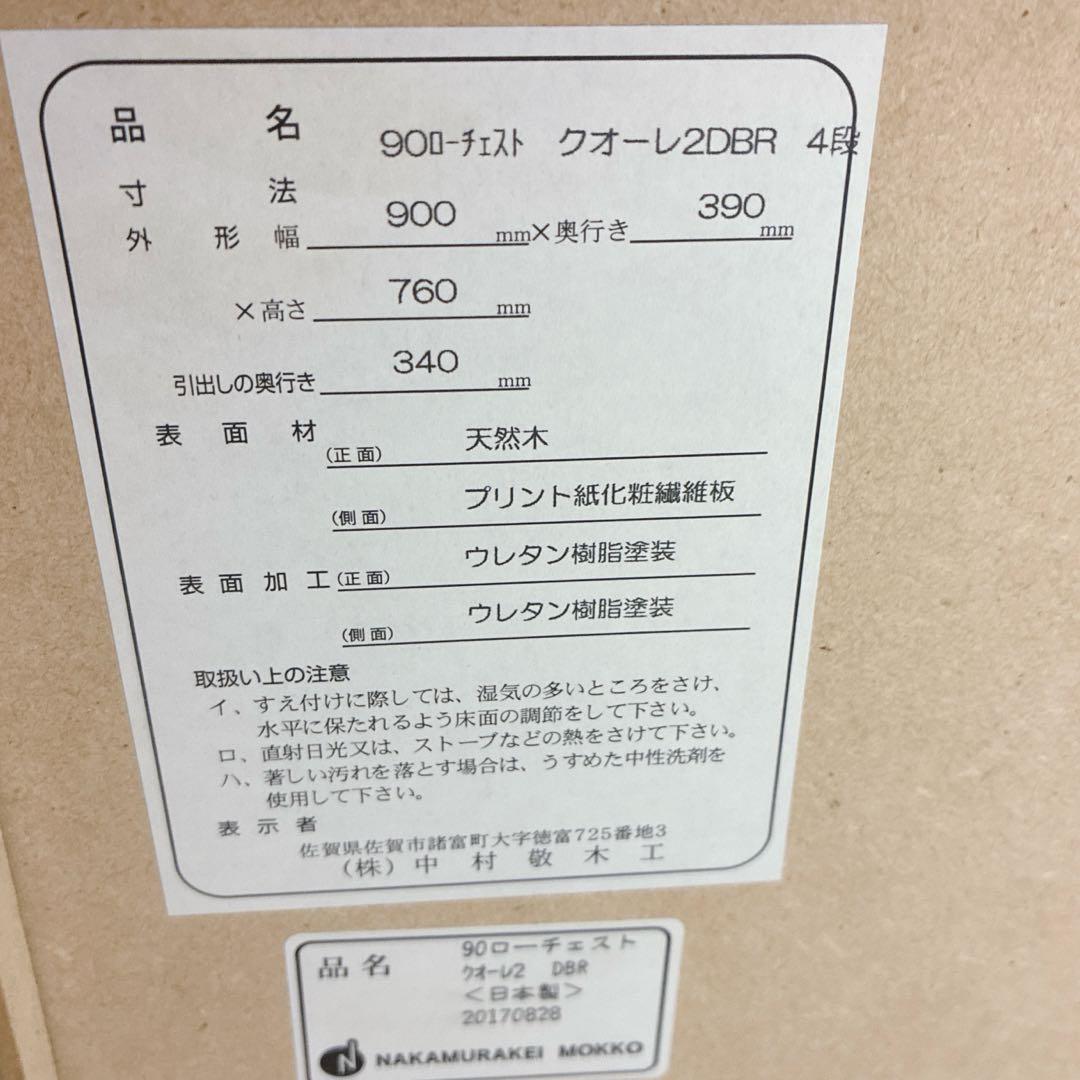 品名 90ﾛｰﾁｪｽﾄ クオーレ2DBR 4段
寸法
外形幅 900 mm×奥行き 390 mm
×高さ 760 mm
引出しの奥行き 340 mm
表面材 (正面) 天然木
(側面) プリント紙化粧繊維板
表面加工 (正面) ウレタン樹脂塗装
(側面) ウレタン樹脂塗装
取扱い上の注意
イ、すえ付けに際しては、湿気の多いところをさけ、
水平に保たれるよう床面の調節をして下さい。
ロ、直射日光又は、ストーブなどの熱をさけて下さい。
ハ、著しい汚れを落とす場合は、うすめた中性洗剤を
使用して下さい。
表示者
佐賀県佐賀市諸富町大字徳富725番地3
(株)中村敬木工
品名 90ローチェスト
ｸｵｰﾚ2 DBR
<日本製>
20170828
NAKAMURAKEI MOKKO